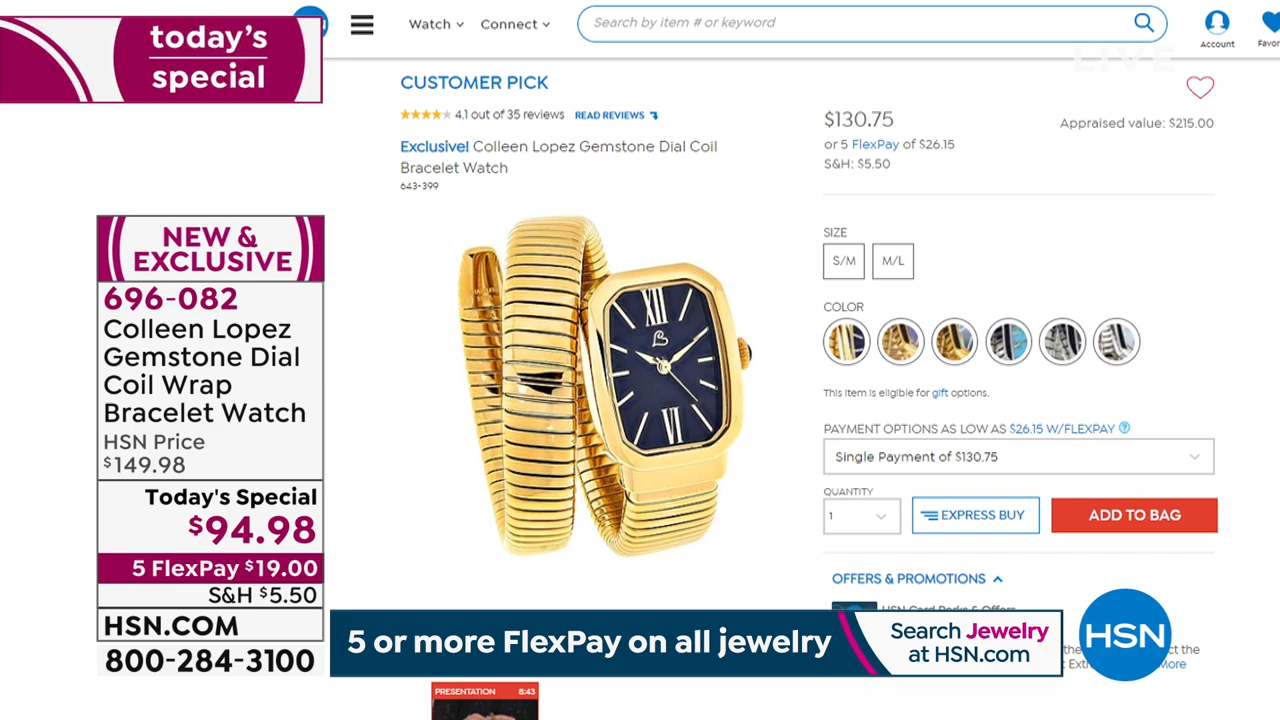 today's
special
Watch
Connect
Search by item # or keyword
Account
LIVE
CUSTOMER PICK
4.1 out of 35 reviews
READ REVIEWS
Exclusive! Colleen Lopez Gemstone Dial Coil
Bracelet Watch
643-399
$130.75
or 5 FlexPay of $26.15
S&H: $5.50
Appraised value: $215.00
SIZE
S/M
M/L
COLOR
This item is eligible for gift options.
PAYMENT OPTIONS AS LOW AS $26.15 W/FLEXPAY ?
Single Payment of $130.75
QUANTITY
1
EXPRESS BUY
ADD TO BAG
OFFERS & PROMOTIONS
HSN Card Perks & Offers
NEW &
EXCLUSIVE
696-082
Colleen Lopez
Gemstone Dial
Coil Wrap
Bracelet Watch
HSN Price
$149.98
Today's Special
$94.98
5 FlexPay $19.00
S&H $5.50
HSN.COM
800-284-3100
5 or more FlexPay on all jewelry
Search Jewelry
at HSN.com
HSN
PRESENTATION 8:43